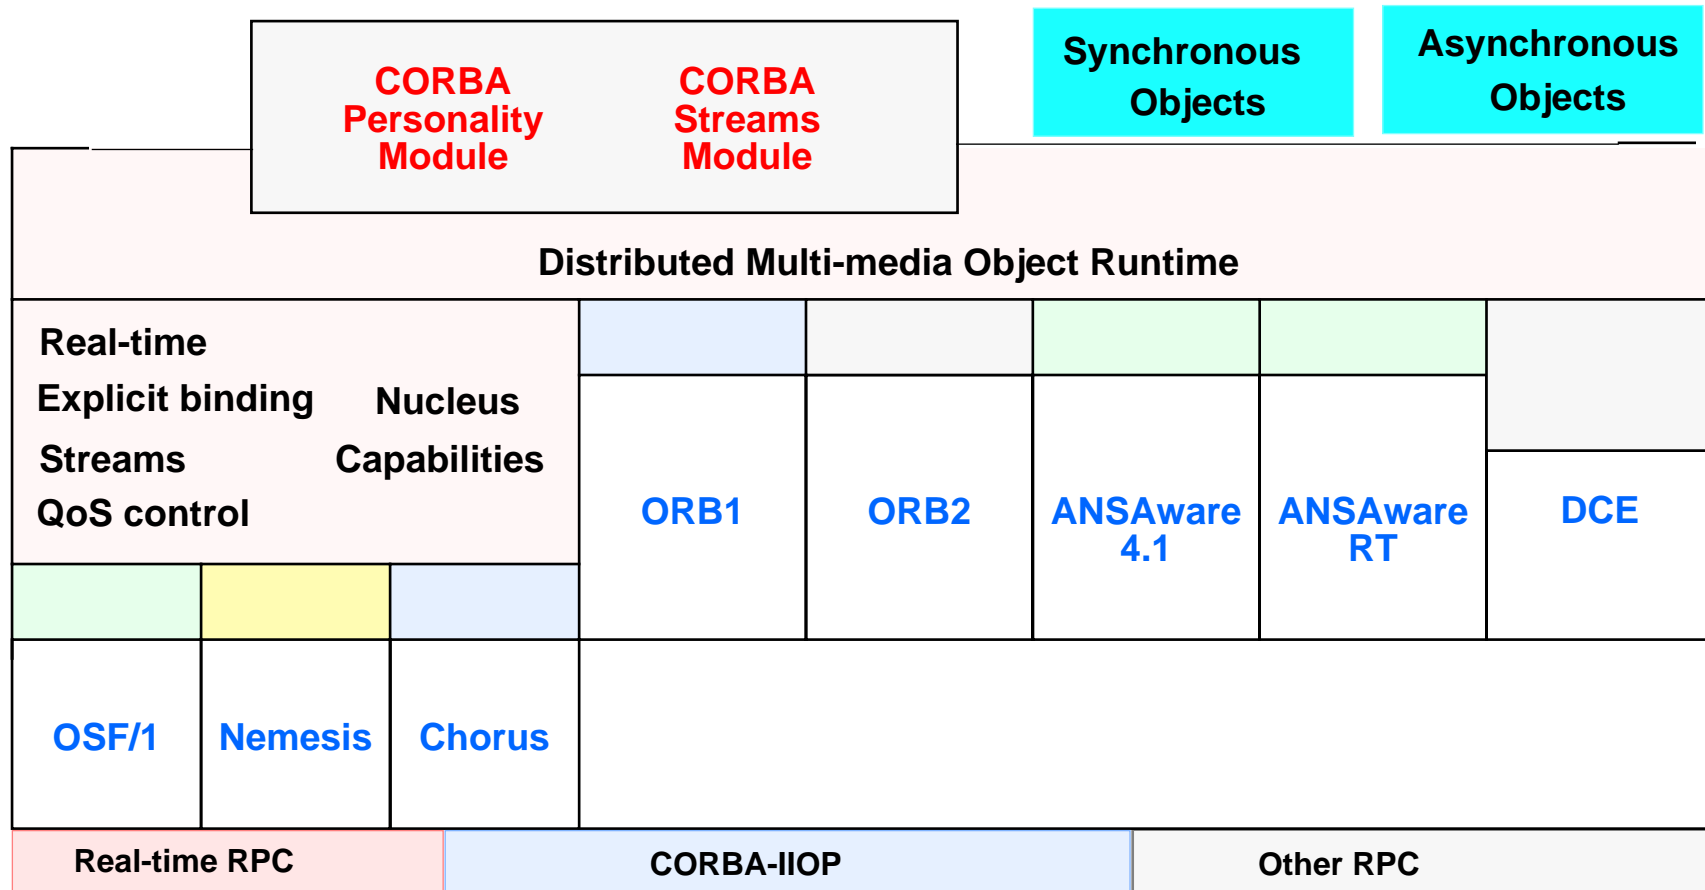 CORBA
Personality
Module
CORBA
Streams
Module
Synchronous
Objects
Asynchronous
Objects
Distributed Multi-media Object Runtime
Real-time
Explicit binding
Streams
QoS control
Nucleus
Capabilities
ORB1
ORB2
ANSAware
4.1
ANSAware
RT
DCE
OSF/1
Nemesis
Chorus
Real-time RPC
CORBA-IIOP
Other RPC